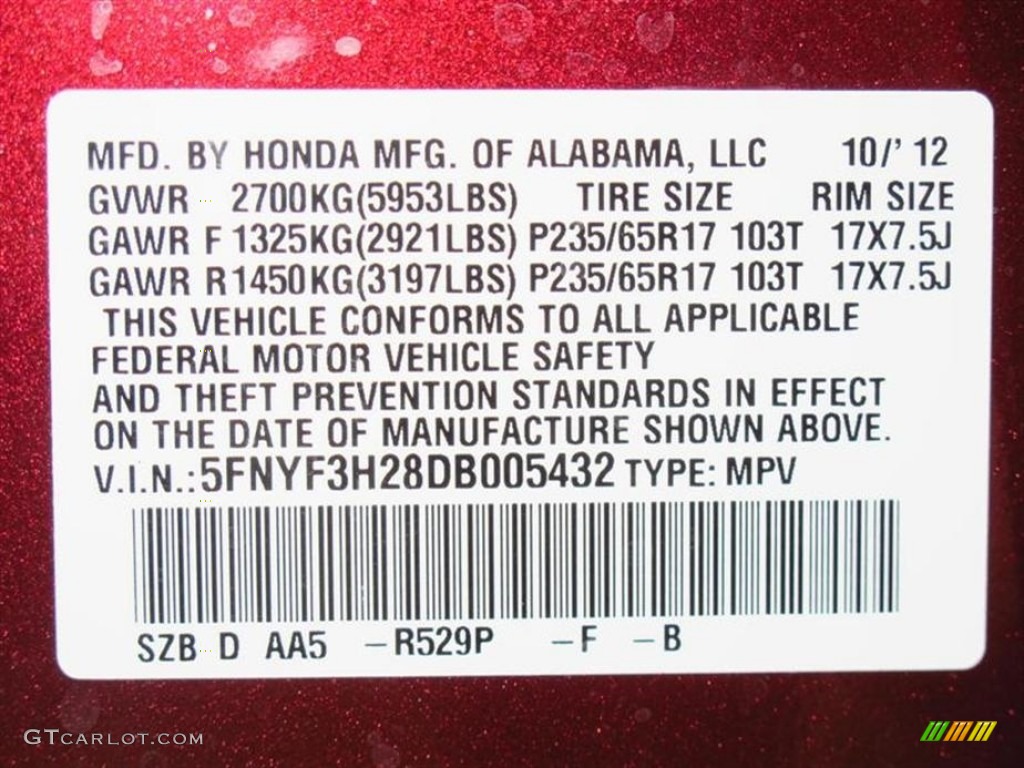 MFD. BY HONDA MFG. OF ALABAMA, LLC 10/' 12
GVWR 2700KG(5953LBS) TIRE SIZE RIM SIZE
GAWR F 1325KG(2921LBS) P235/65R17 103T 17X7.5J
GAWR R1450KG(3197LBS) P235/65R17 103T 17X7.5J
THIS VEHICLE CONFORMS TO ALL APPLICABLE
FEDERAL MOTOR VEHICLE SAFETY
AND THEFT PREVENTION STANDARDS IN EFFECT
ON THE DATE OF MANUFACTURE SHOWN ABOVE.
V.I.N.:5FNYF3H28DB005432 TYPE: MPV
SZB D AA5 –R529P –F –B
GTCARLOT.COM